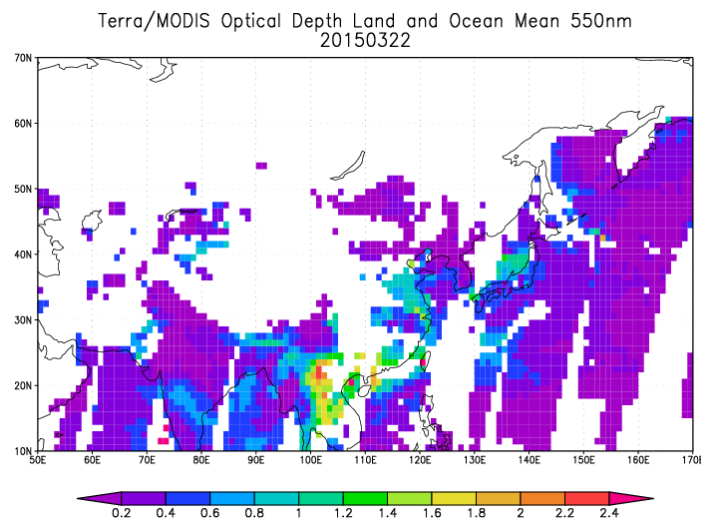 Terra/MODIS Optical Depth Land and Ocean Mean 550nm
20150322
70N
60N
50N
40N
30N
20N
10N
50E 60E 70E 80E 90E 100E 110E 120E 130E 140E 150E 160E 170E
0.2 0.4 0.6 0.8 1 1.2 1.4 1.6 1.8 2 2.2 2.4